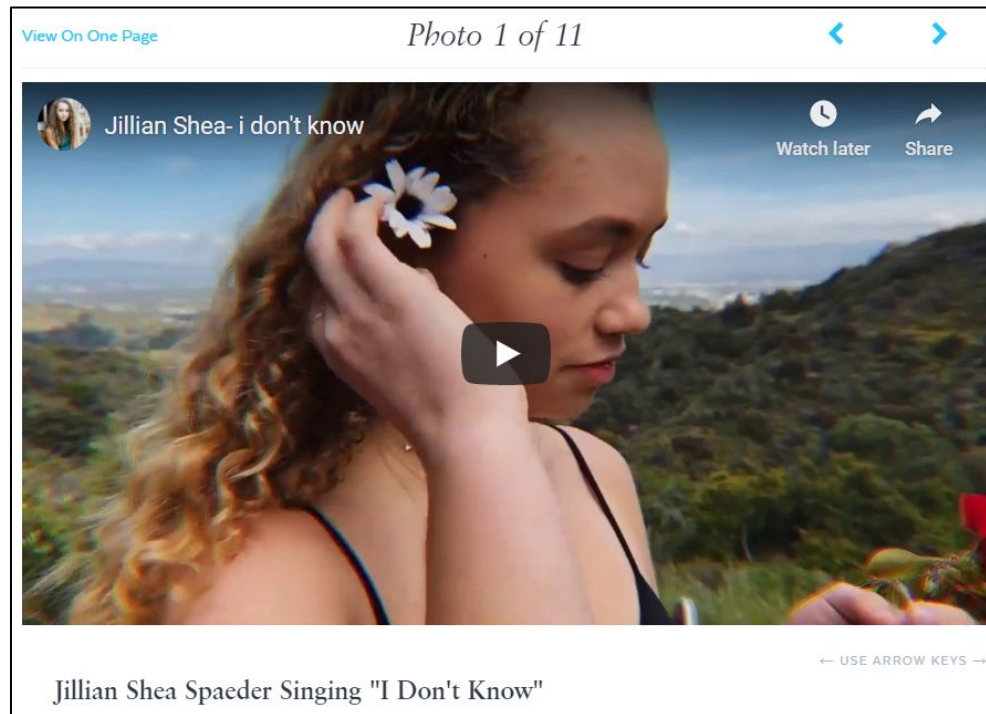 View On One Page
Photo 1 of 11
Jillian Shea- i don't know
Watch later
Share
← USE ARROW KEYS →
Jillian Shea Spaeder Singing "I Don't Know"